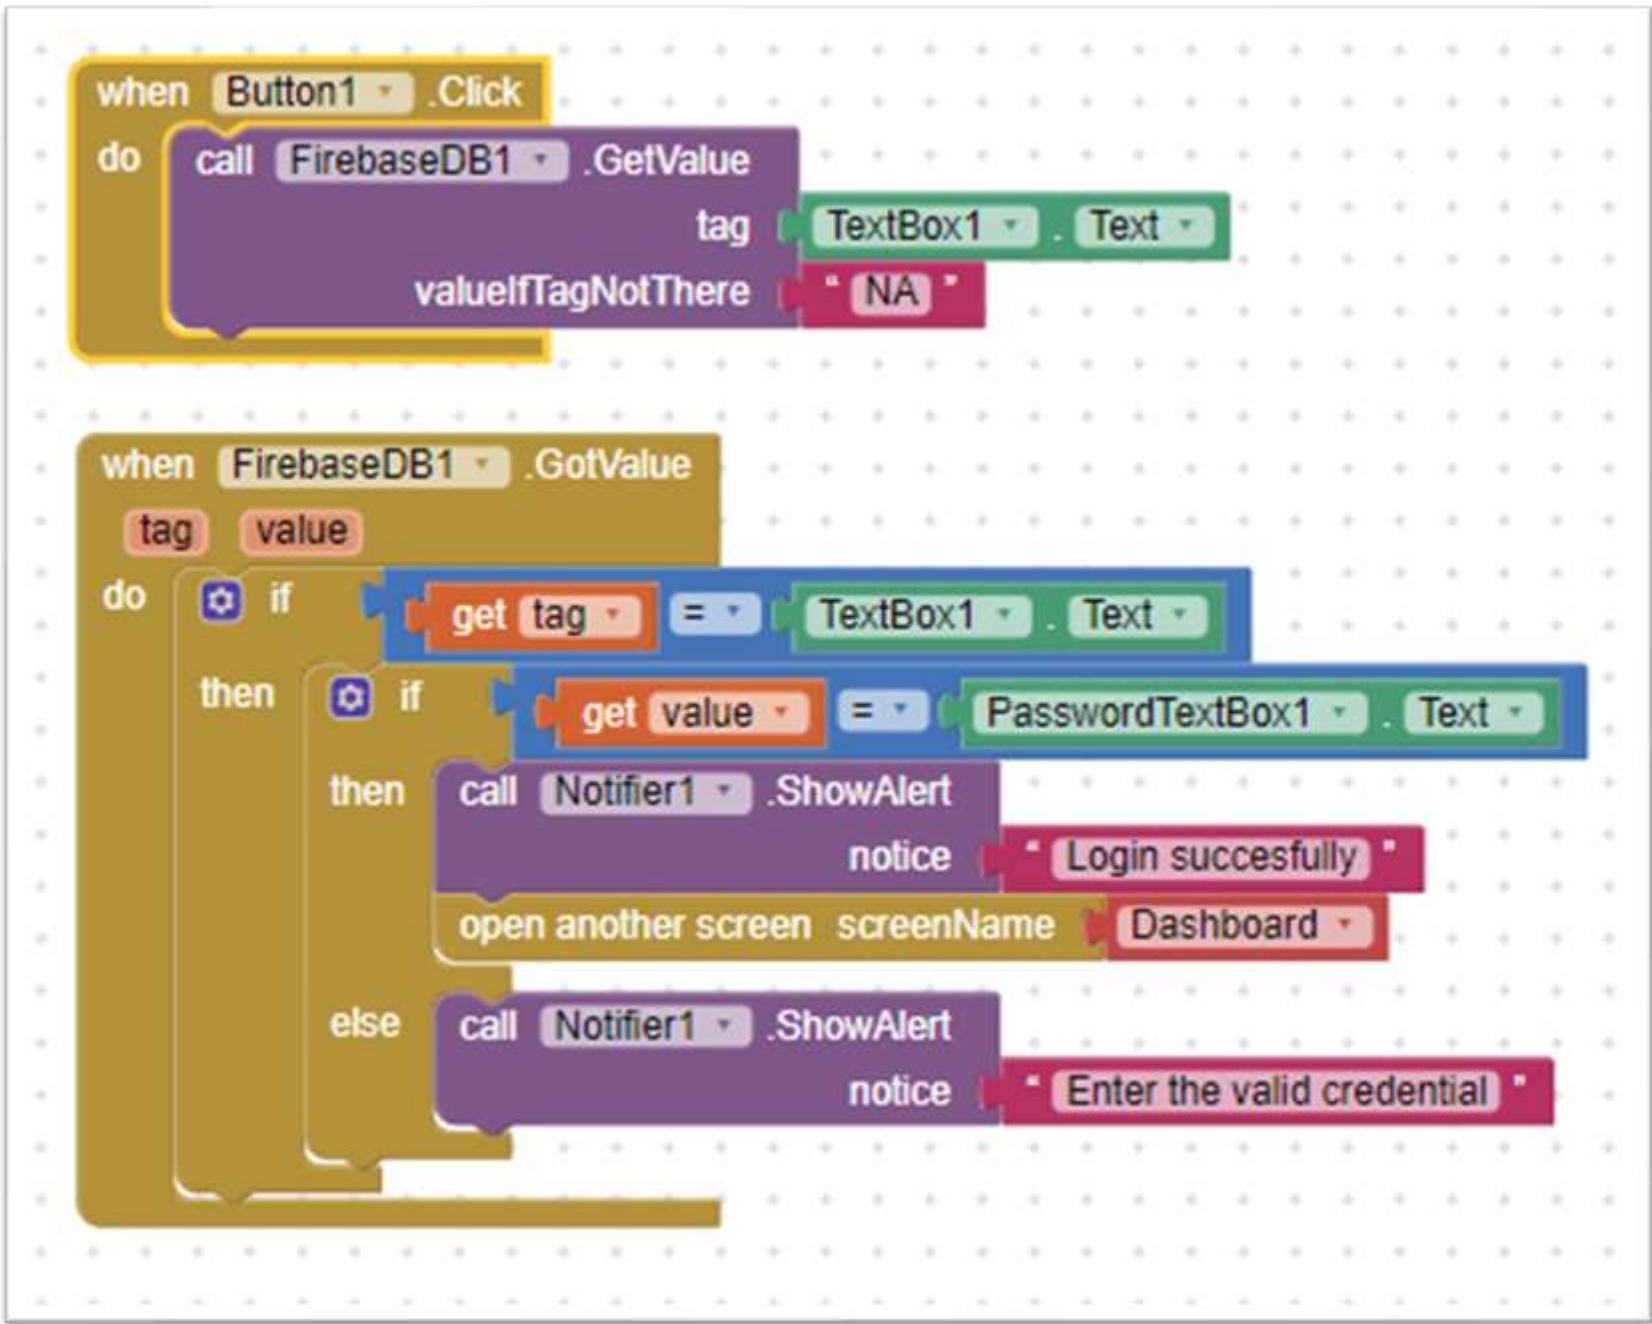 when Button1 .Click
do call FirebaseDB1 .GetValue
tag TextBox1 . Text
valueIfTagNotThere " NA "
when FirebaseDB1 .GotValue
tag value
do if get tag = TextBox1 . Text
then if get value = PasswordTextBox1 . Text
then call Notifier1 .ShowAlert
notice " Login succesfully "
open another screen screenName Dashboard
else call Notifier1 .ShowAlert
notice " Enter the valid credential "